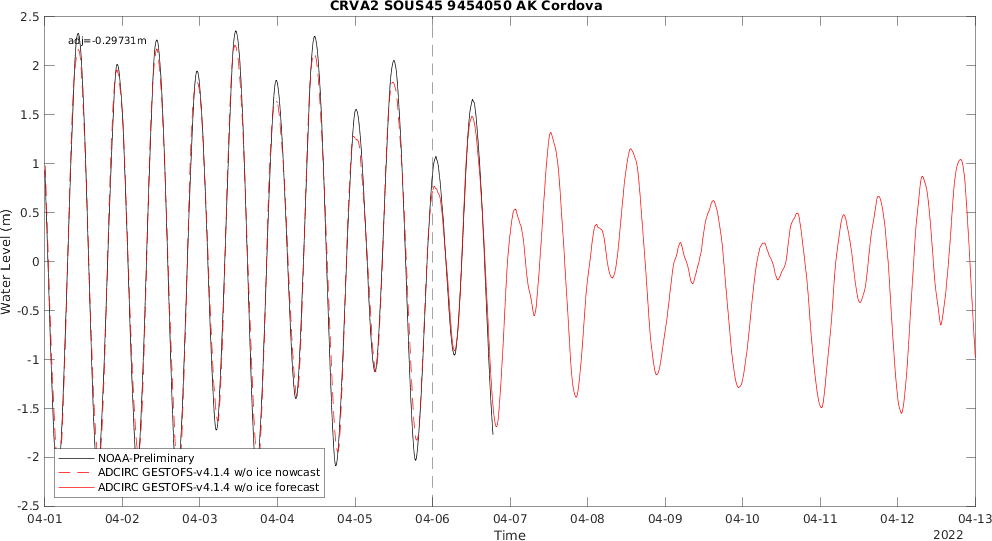 CRVA2 SOUS45 9454050 AK Cordova
adj=-0.29731m
2.5
2
1.5
1
0.5
0
-0.5
-1
-1.5
-2
-2.5
Water Level (m)
NOAA-Preliminary
ADCIRC GESTOFS-v4.1.4 w/o ice nowcast
ADCIRC GESTOFS-v4.1.4 w/o ice forecast
04-01 04-02 04-03 04-04 04-05 04-06 04-07 04-08 04-09 04-10 04-11 04-12 04-13
Time
2022